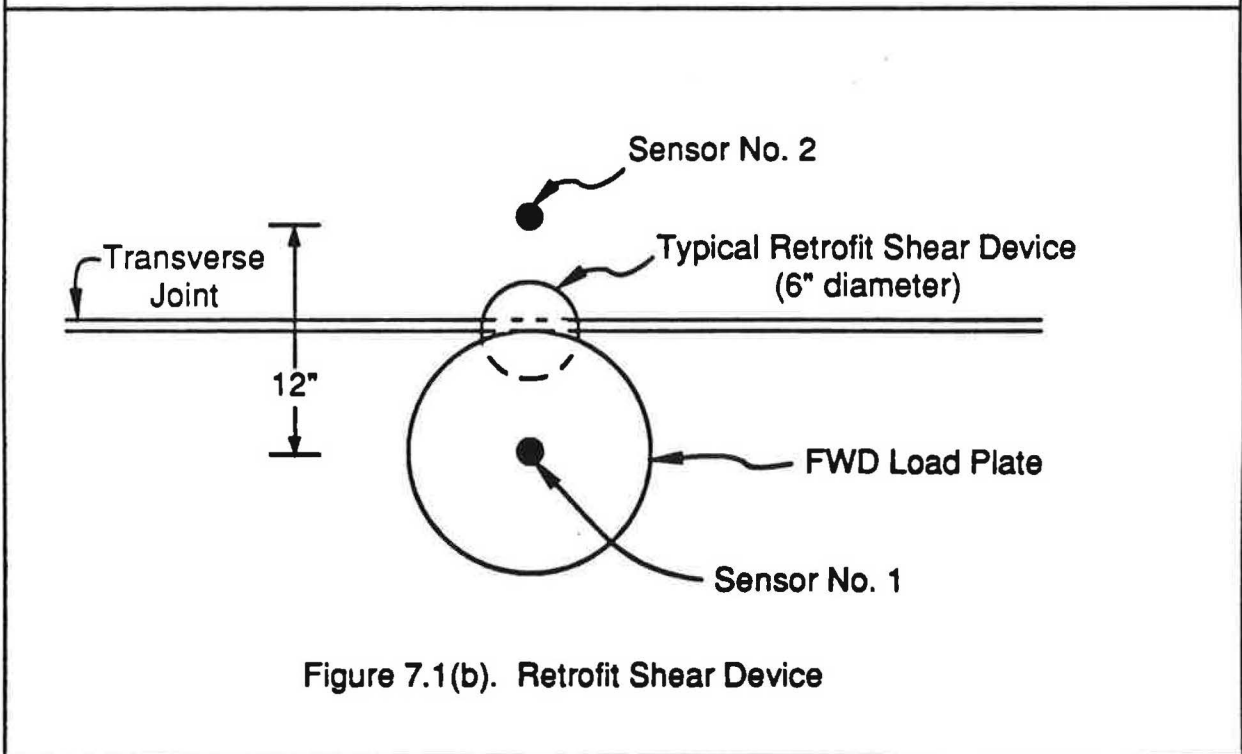 Sensor No. 2
Typical Retrofit Shear Device
(6" diameter)
Transverse
Joint
12"
FWD Load Plate
Sensor No. 1
Figure 7.1(b). Retrofit Shear Device